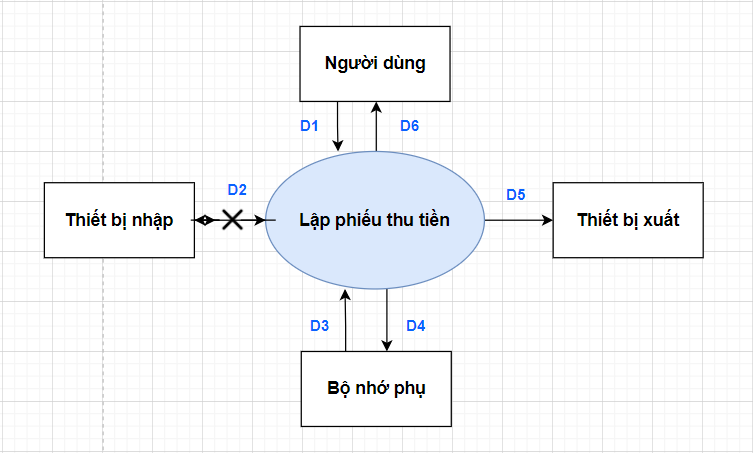 Người dùng
D1
D6
D2
D5
Thiết bị nhập
Lập phiếu thu tiền
Thiết bị xuất
D3
D4
Bộ nhớ phụ